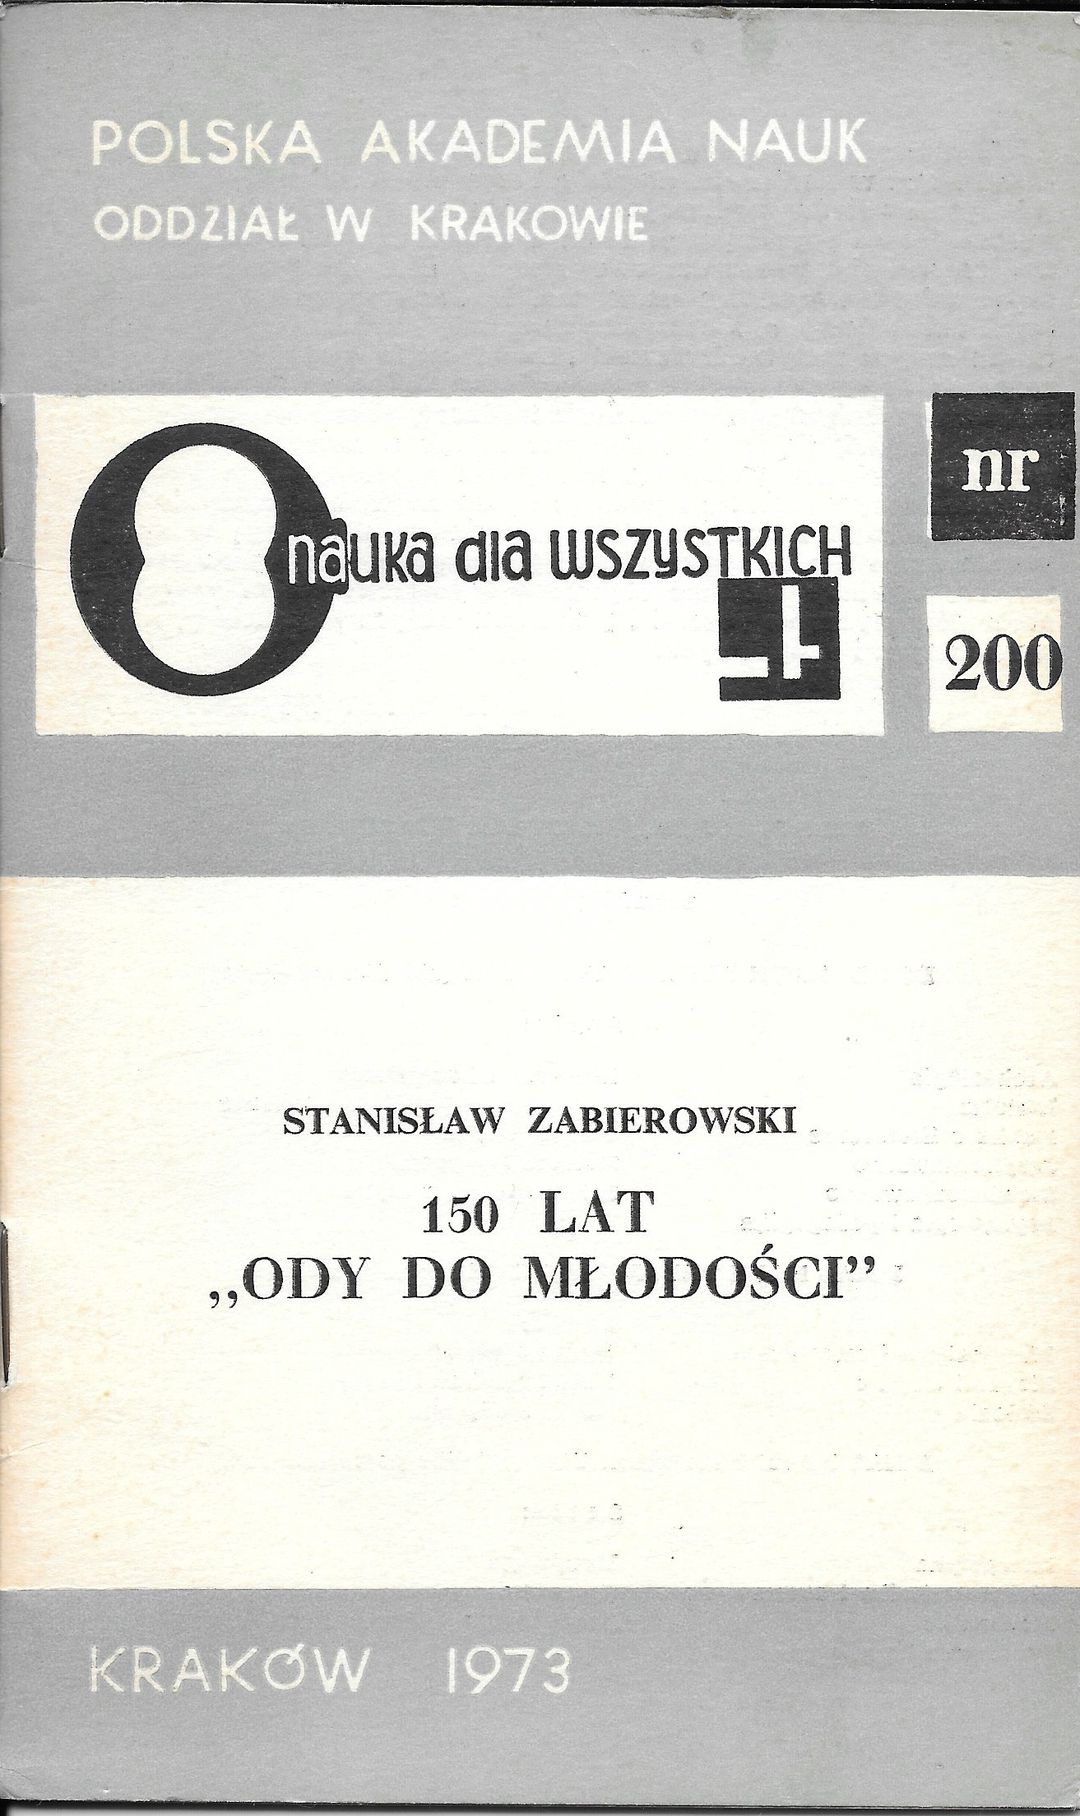 POLSKA AKADEMIA NAUK
ODDZIAŁ W KRAKOWIE
nauka dla WSZYSTKICH
nr
200
STANISŁAW ZABIEROWSKI
150 LAT
„ODY DO MŁODOŚCI”
KRAKÓW 1973